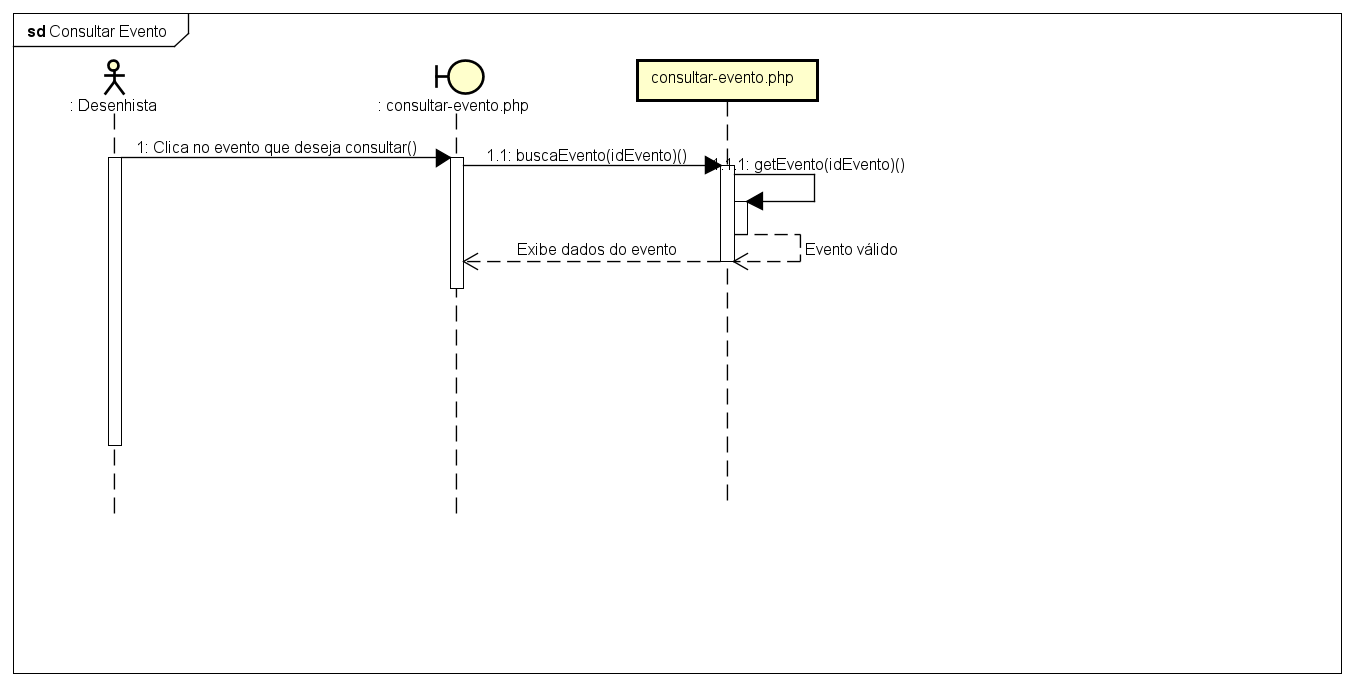 sd Consultar Evento
: Desenhista
: consultar-evento.php
consultar-evento.php
1: Clica no evento que deseja consultar()
1.1: buscaEvento(idEvento)()
1.1.1: getEvento(idEvento)()
Exibe dados do evento
Evento válido